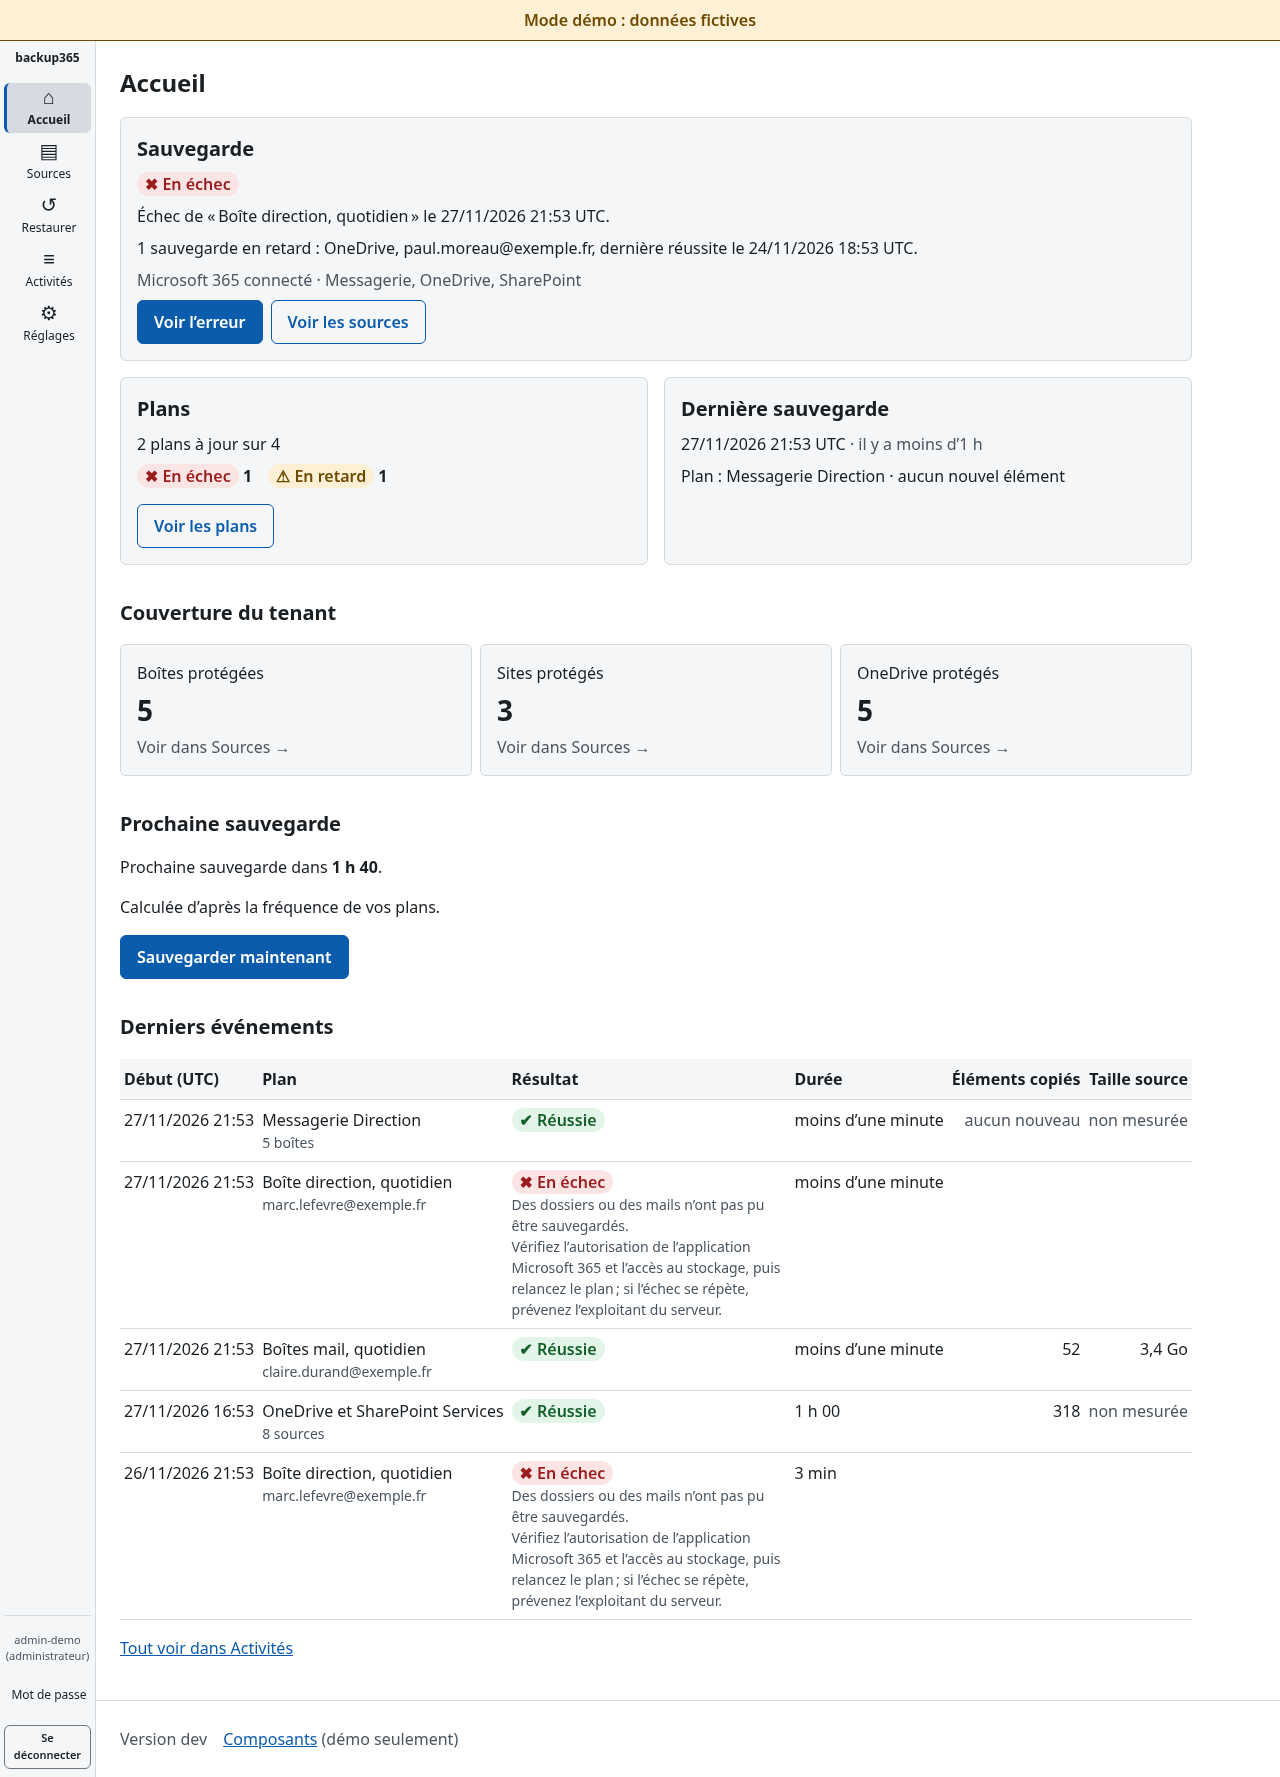 Mode démo : données fictives
backup365
Accueil
Sources
Restaurer
Activités
Réglages
Accueil
Sauvegarde
✖ En échec
Échec de « Boîte direction, quotidien » le 27/11/2026 21:53 UTC.
1 sauvegarde en retard : OneDrive, paul.moreau@exemple.fr, dernière réussite le 24/11/2026 18:53 UTC.
Microsoft 365 connecté · Messagerie, OneDrive, SharePoint
Voir l’erreur Voir les sources
Plans
2 plans à jour sur 4
✖ En échec 1 ⚠ En retard 1
Voir les plans
Dernière sauvegarde
27/11/2026 21:53 UTC · il y a moins d’1 h
Plan : Messagerie Direction · aucun nouvel élément
Couverture du tenant
Boîtes protégées
5
Voir dans Sources →
Sites protégés
3
Voir dans Sources →
OneDrive protégés
5
Voir dans Sources →
Prochaine sauvegarde
Prochaine sauvegarde dans 1 h 40.
Calculée d’après la fréquence de vos plans.
Sauvegarder maintenant
Derniers événements
Début (UTC) Plan Résultat Durée Éléments copiés Taille source
27/11/2026 21:53 Messagerie Direction ✔ Réussie moins d’une minute aucun nouveau non mesurée
5 boîtes
27/11/2026 21:53 Boîte direction, quotidien ✖ En échec moins d’une minute
marc.lefevre@exemple.fr
Des dossiers ou des mails n’ont pas pu
être sauvegardés.
Vérifiez l’autorisation de l’application
Microsoft 365 et l’accès au stockage, puis
relancez le plan ; si l’échec se répète,
prévenez l’exploitant du serveur.
27/11/2026 21:53 Boîtes mail, quotidien ✔ Réussie moins d’une minute 52 3,4 Go
claire.durand@exemple.fr
27/11/2026 16:53 OneDrive et SharePoint Services ✔ Réussie 1 h 00 318 non mesurée
8 sources
26/11/2026 21:53 Boîte direction, quotidien ✖ En échec 3 min
marc.lefevre@exemple.fr
Des dossiers ou des mails n’ont pas pu
être sauvegardés.
Vérifiez l’autorisation de l’application
Microsoft 365 et l’accès au stockage, puis
relancez le plan ; si l’échec se répète,
prévenez l’exploitant du serveur.
Tout voir dans Activités
admin-demo
(administrateur)
Mot de passe
Se
déconnecter
Version dev Composants (démo seulement)